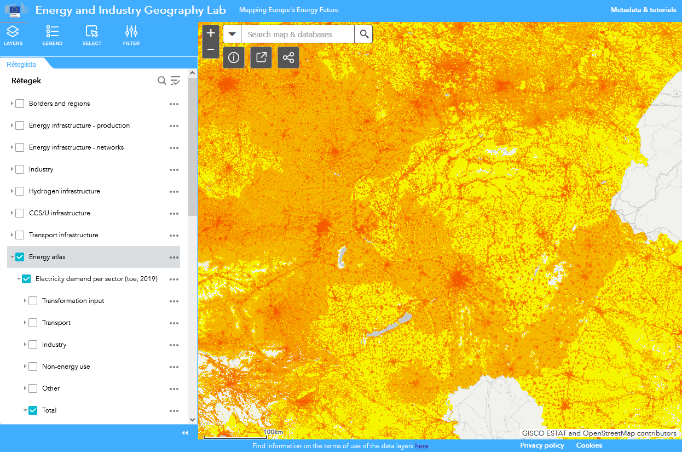 Energy and Industry Geography Lab
Mapping Europe's Energy Future
Metadata & tutorials
LAYERS
LEGEND
SELECT
FILTER
Search map & databases
Réteglista
Rétegek
Borders and regions
Energy infrastructure - production
Energy infrastructure - networks
Industry
Hydrogen infrastructure
CCS/U infrastructure
Transport infrastructure
Energy atlas
Electricity demand per sector (toe, 2019)
Transformation input
Transport
Industry
Non-energy use
Other
Total
100km
GISCO ESTAT and OpenStreetMap contributors
Find information on the terms of use of the data layers here
Privacy policy
Cookies